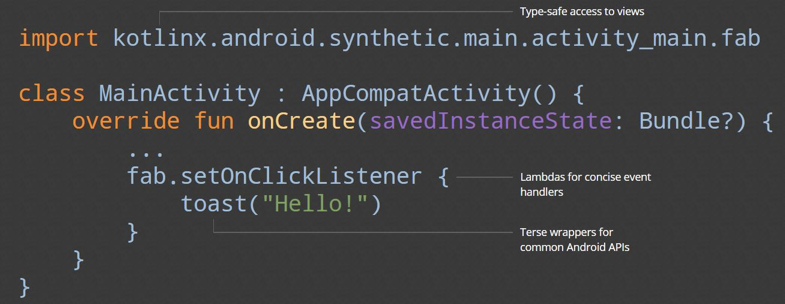 Type-safe access to views
import kotlinx.android.synthetic.main.activity_main.fab
class MainActivity : AppCompatActivity() {
override fun onCreate(savedInstanceState: Bundle?) {
...
fab.setOnClickListener {
Lambdas for concise event
handlers
toast("Hello!")
}
Terse wrappers for
common Android APIs
}
}